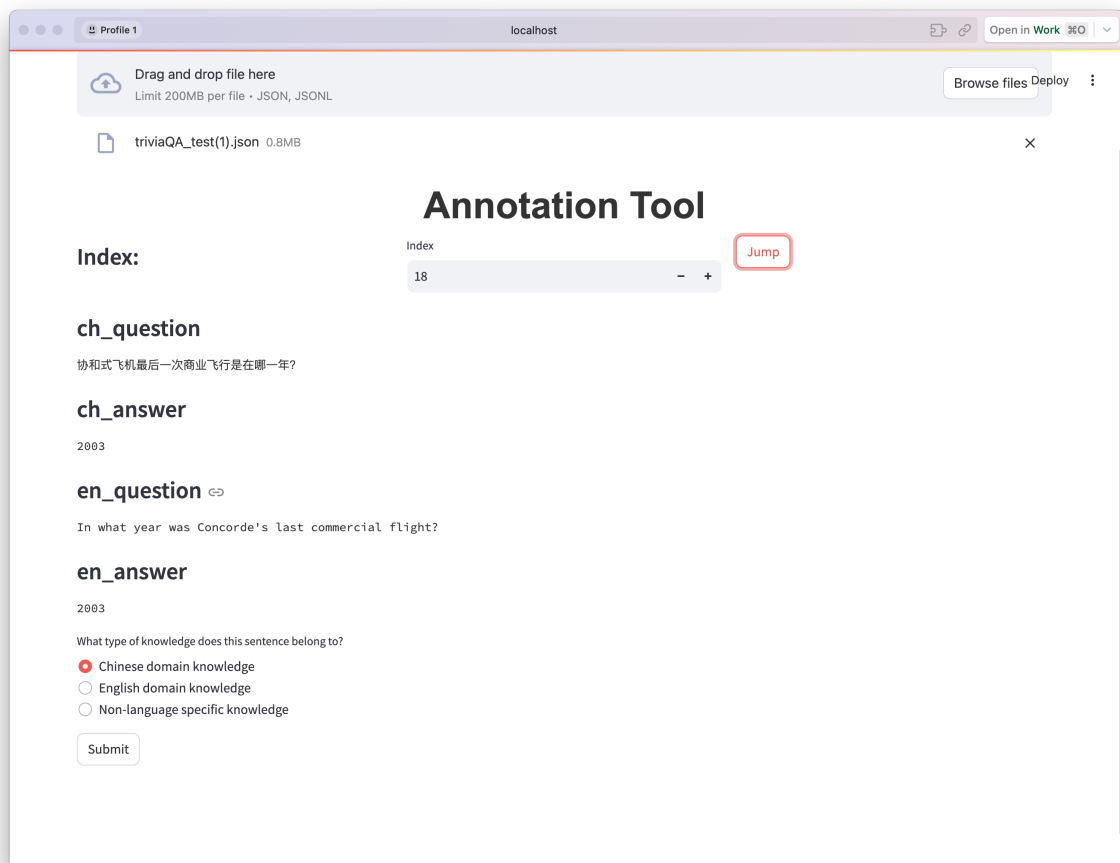 Profile 1
localhost
Open in Work ⌘O
Drag and drop file here
Limit 200MB per file • JSON, JSONL
Browse files
Deploy
triviaQA_test(1).json 0.8MB
Annotation Tool
Index:
Index
18
− +
Jump
ch_question
协和式飞机最后一次商业飞行是在哪一年?
ch_answer
2003
en_question
In what year was Concorde's last commercial flight?
en_answer
2003
What type of knowledge does this sentence belong to?
Chinese domain knowledge
English domain knowledge
Non-language specific knowledge
Submit